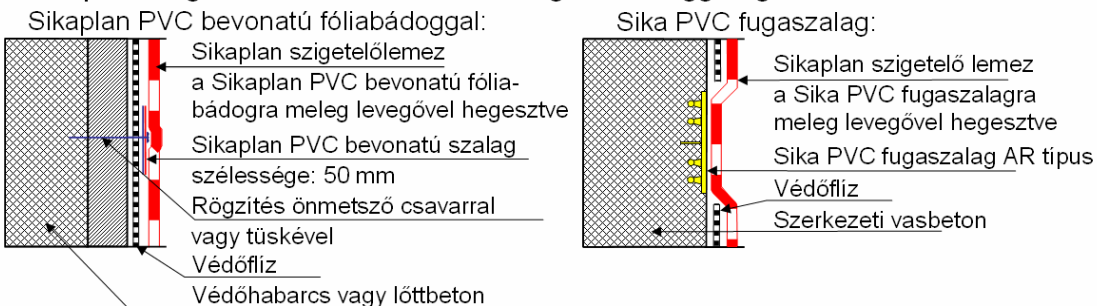 Sikaplan PVC bevonatú fóliabádoggal:
Sikaplan szigetelőlemez
a Sikaplan PVC bevonatú fólia-
bádogra meleg levegővel hegesztve
Sikaplan PVC bevonatú szalag
szélessége: 50 mm
Rögzítés önmetsző csavarral
vagy tüskével
Védőflíz
Védőhabarcs vagy lőttbeton
Sika PVC fugaszalag:
Sikaplan szigetelő lemez
a Sika PVC fugaszalagra
meleg levegővel hegesztve
Sika PVC fugaszalag AR típus
Védőflíz
Szerkezeti vasbeton